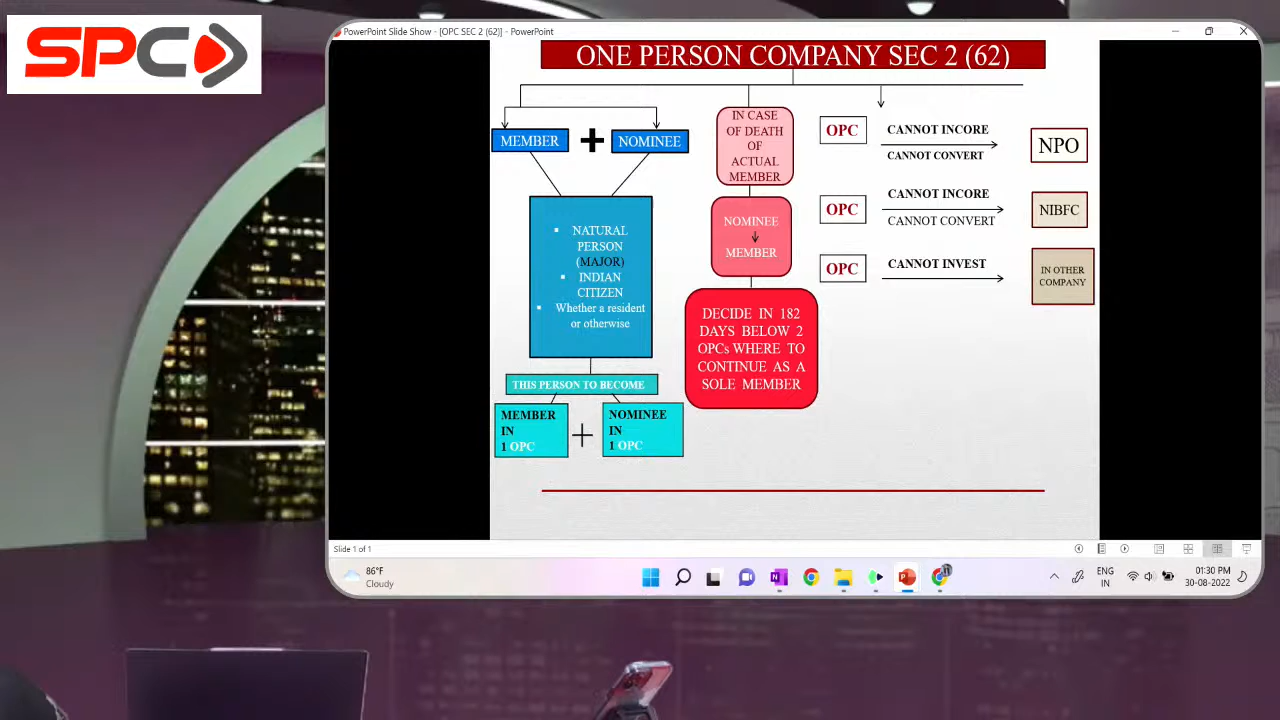 SPC
PowerPoint Slide Show - [OPC SEC 2 (62)] - PowerPoint
ONE PERSON COMPANY SEC 2 (62)
MEMBER
NOMINEE
NATURAL
PERSON
(MAJOR)
INDIAN
CITIZEN
Whether a resident
or otherwise
THIS PERSON TO BECOME
MEMBER
IN
1 OPC
NOMINEE
IN
1 OPC
IN CASE
OF DEATH
OF
ACTUAL
MEMBER
NOMINEE
MEMBER
DECIDE IN 182
DAYS BELOW 2
OPCs WHERE TO
CONTINUE AS A
SOLE MEMBER
OPC
CANNOT INCORE
CANNOT CONVERT
NPO
OPC
CANNOT INCORE
CANNOT CONVERT
NIBFC
OPC
CANNOT INVEST
IN OTHER
COMPANY
Slide 1 of 1
86°F
Cloudy
ENG
IN
01:30 PM
30-08-2022